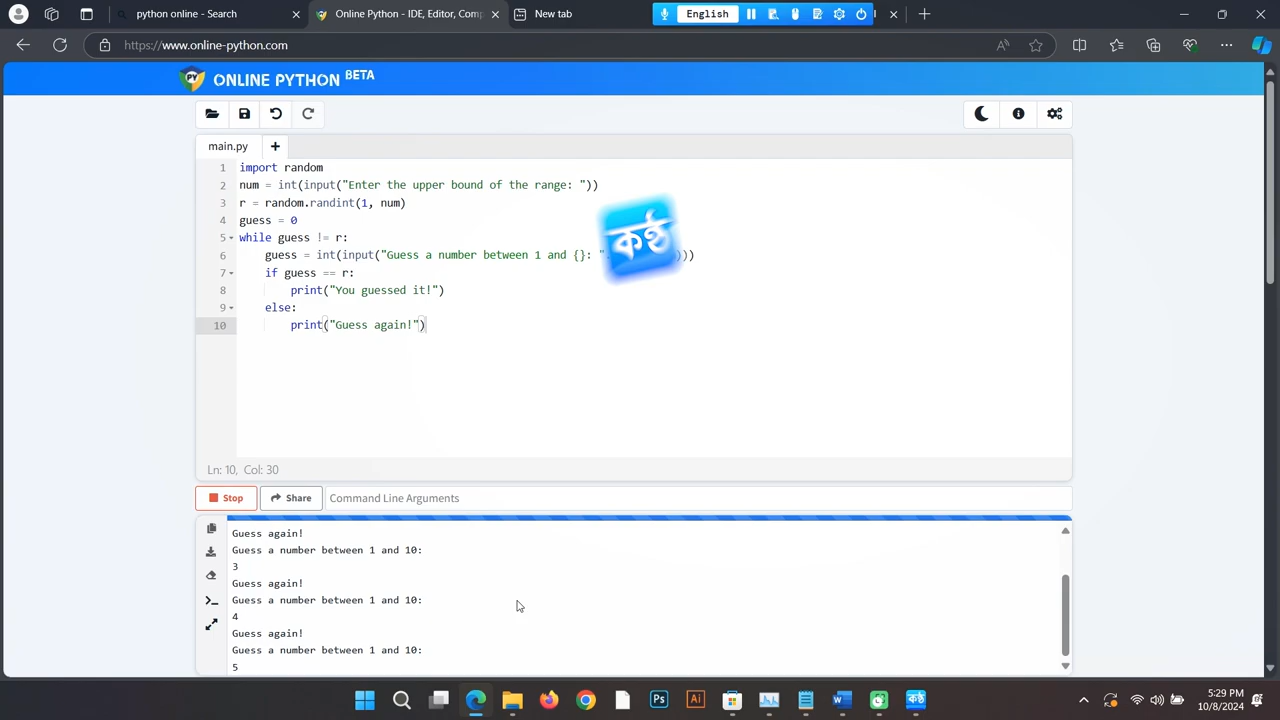 python online - Search
Online Python - IDE, Editor, Comp
New tab
English
https://www.online-python.com
PY ONLINE PYTHON BETA
main.py
1 import random
2 num = int(input("Enter the upper bound of the range: "))
3 r = random.randint(1, num)
4 guess = 0
5 while guess != r:
6 guess = int(input("Guess a number between 1 and {}: " )))
7 if guess == r:
8 print("You guessed it!")
9 else:
10 print("Guess again!")
কণ্ঠ
Ln: 10, Col: 30
Stop
Share
Command Line Arguments
Guess again!
Guess a number between 1 and 10:
3
Guess again!
Guess a number between 1 and 10:
4
Guess again!
Guess a number between 1 and 10:
5
Ps
Ai
W
কণ্ঠ
5:29 PM
10/8/2024